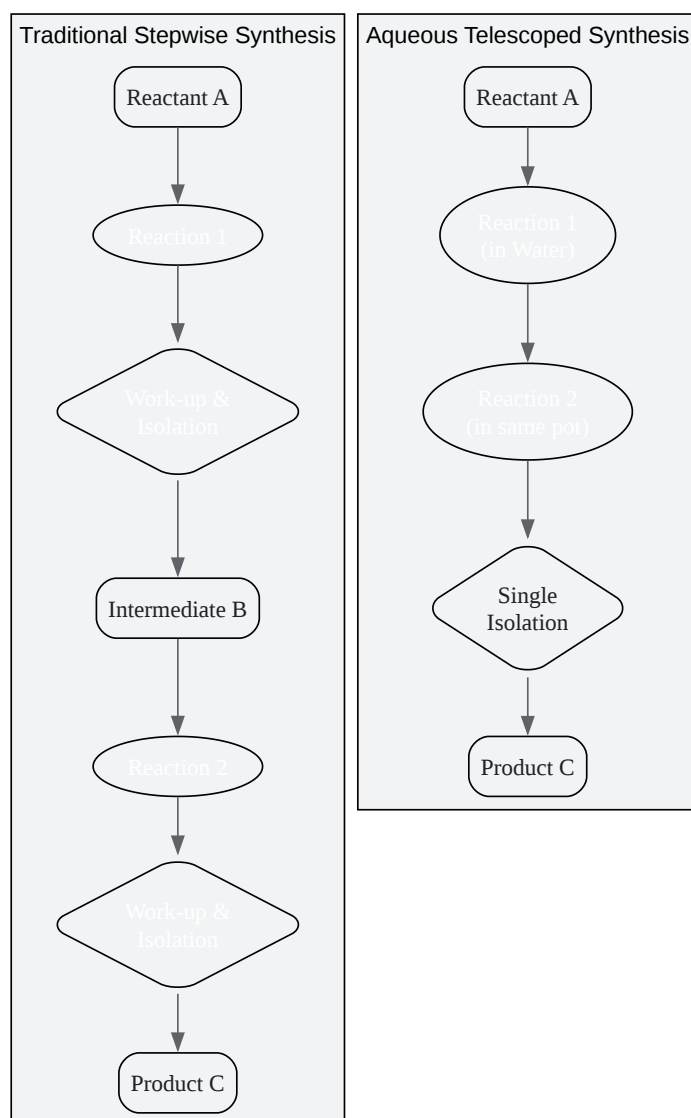 Traditional Stepwise Synthesis
Reactant A
Reaction 1
Work-up &
Isolation
Intermediate B
Reaction 2
Work-up &
Isolation
Product C
Aqueous Telescoped Synthesis
Reactant A
Reaction 1
(in Water)
Reaction 2
(in same pot)
Single
Isolation
Product C